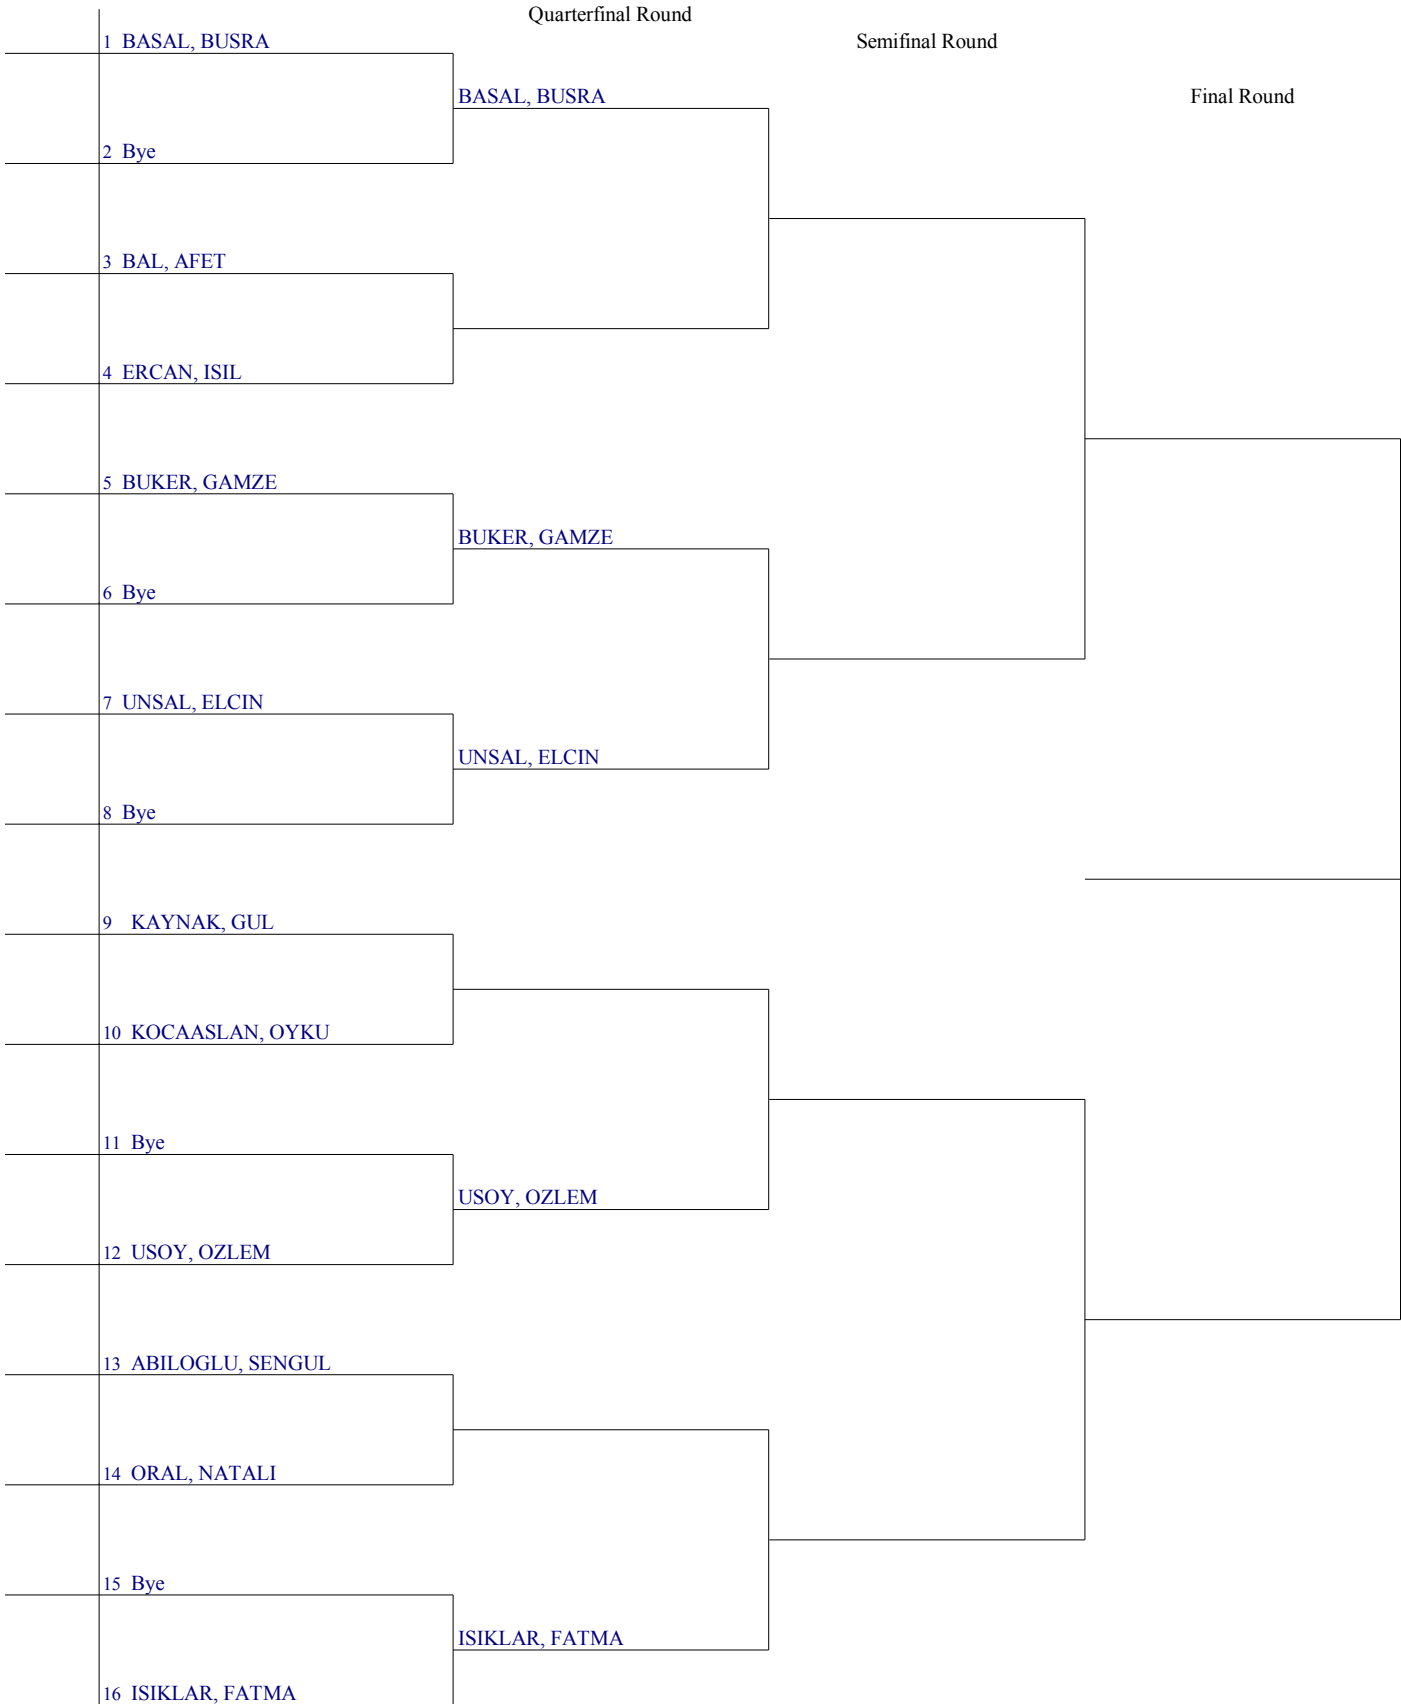 Quarterfinal Round
1 BASAL, BUSRA
Semifinal Round
BASAL, BUSRA
Final Round
2 Bye
3 BAL, AFET
4 ERCAN, ISIL
5 BUKER, GAMZE
BUKER, GAMZE
6 Bye
7 UNSAL, ELCIN
UNSAL, ELCIN
8 Bye
9 KAYNAK, GUL
10 KOCAASLAN, OYKU
11 Bye
USOY, OZLEM
12 USOY, OZLEM
13 ABILOGLU, SENGUL
14 ORAL, NATALI
15 Bye
ISIKLAR, FATMA
16 ISIKLAR, FATMA